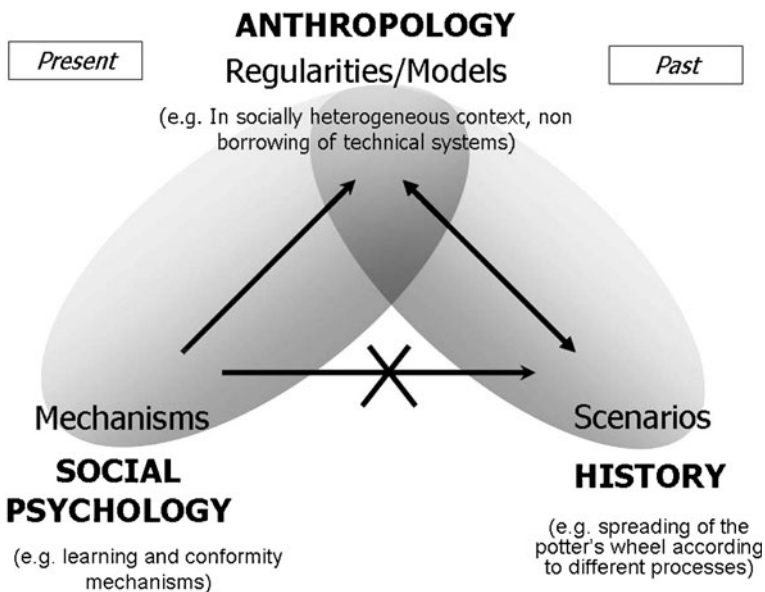 ANTHROPOLOGY
Present
Regularities/Models
Past
(e.g. In socially heterogeneous context, non
borrowing of technical systems)
Mechanisms
SOCIAL
PSYCHOLOGY
(e.g. learning and conformity
mechanisms)
Scenarios
HISTORY
(e.g. spreading of the
potter's wheel according
to different processes)